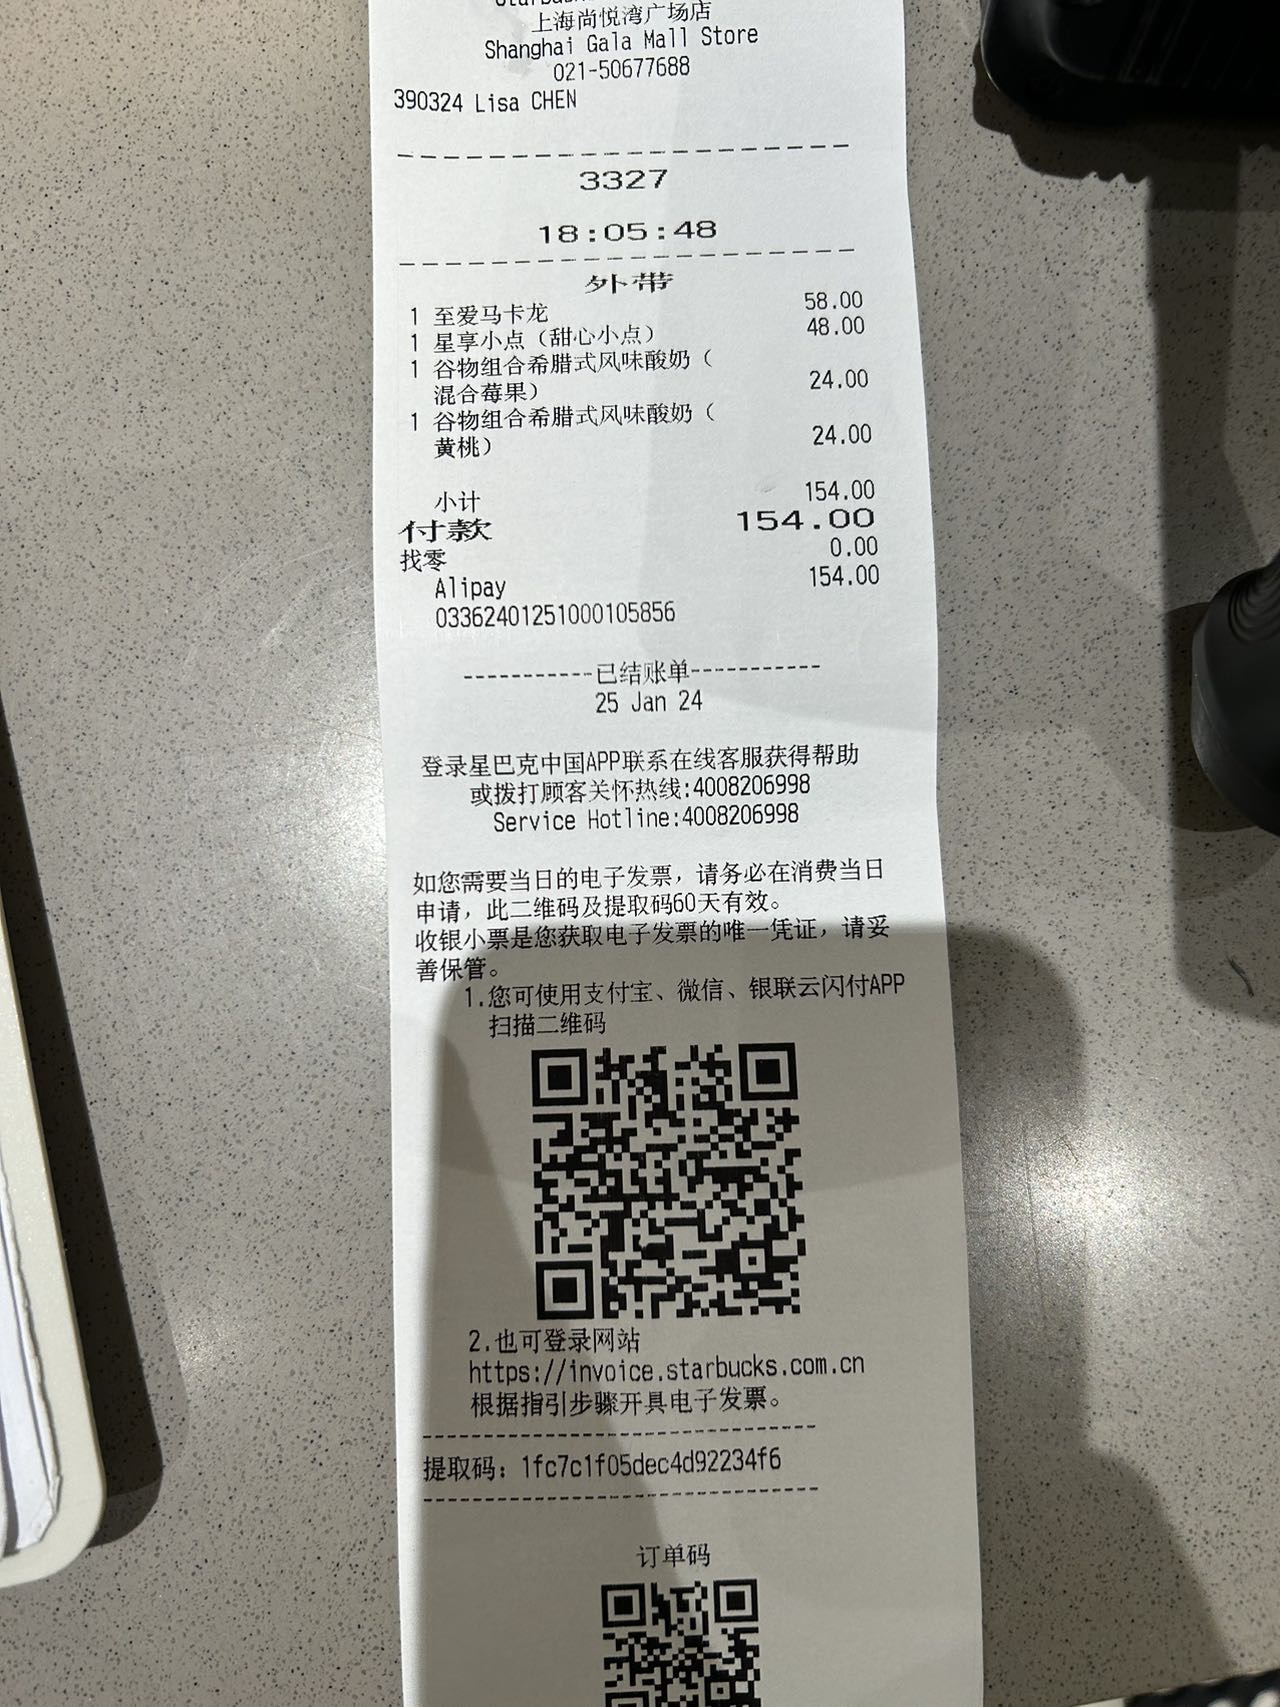 上海尚悦湾广场店
Shanghai Gala Mall Store
021-50677688
390324 Lisa CHEN
3327
18:05:48
外带
1 至爱马卡龙 58.00
1 星享小点（甜心小点） 48.00
1 谷物组合希腊式风味酸奶（
混合莓果） 24.00
1 谷物组合希腊式风味酸奶（
黄桃） 24.00
小计 154.00
付款 154.00
找零 0.00
Alipay 154.00
03362401251000105856
-----------已结账单-----------
25 Jan 24
登录星巴克中国APP联系在线客服获得帮助
或拨打顾客关怀热线:4008206998
Service Hotline:4008206998
如您需要当日的电子发票，请务必在消费当日
申请，此二维码及提取码60天有效。
收银小票是您获取电子发票的唯一凭证，请妥
善保管。
1.您可使用支付宝、微信、银联云闪付APP
扫描二维码
2.也可登录网站
https://invoice.starbucks.com.cn
根据指引步骤开具电子发票。
提取码：1fc7c1f05dec4d92234f6
订单码